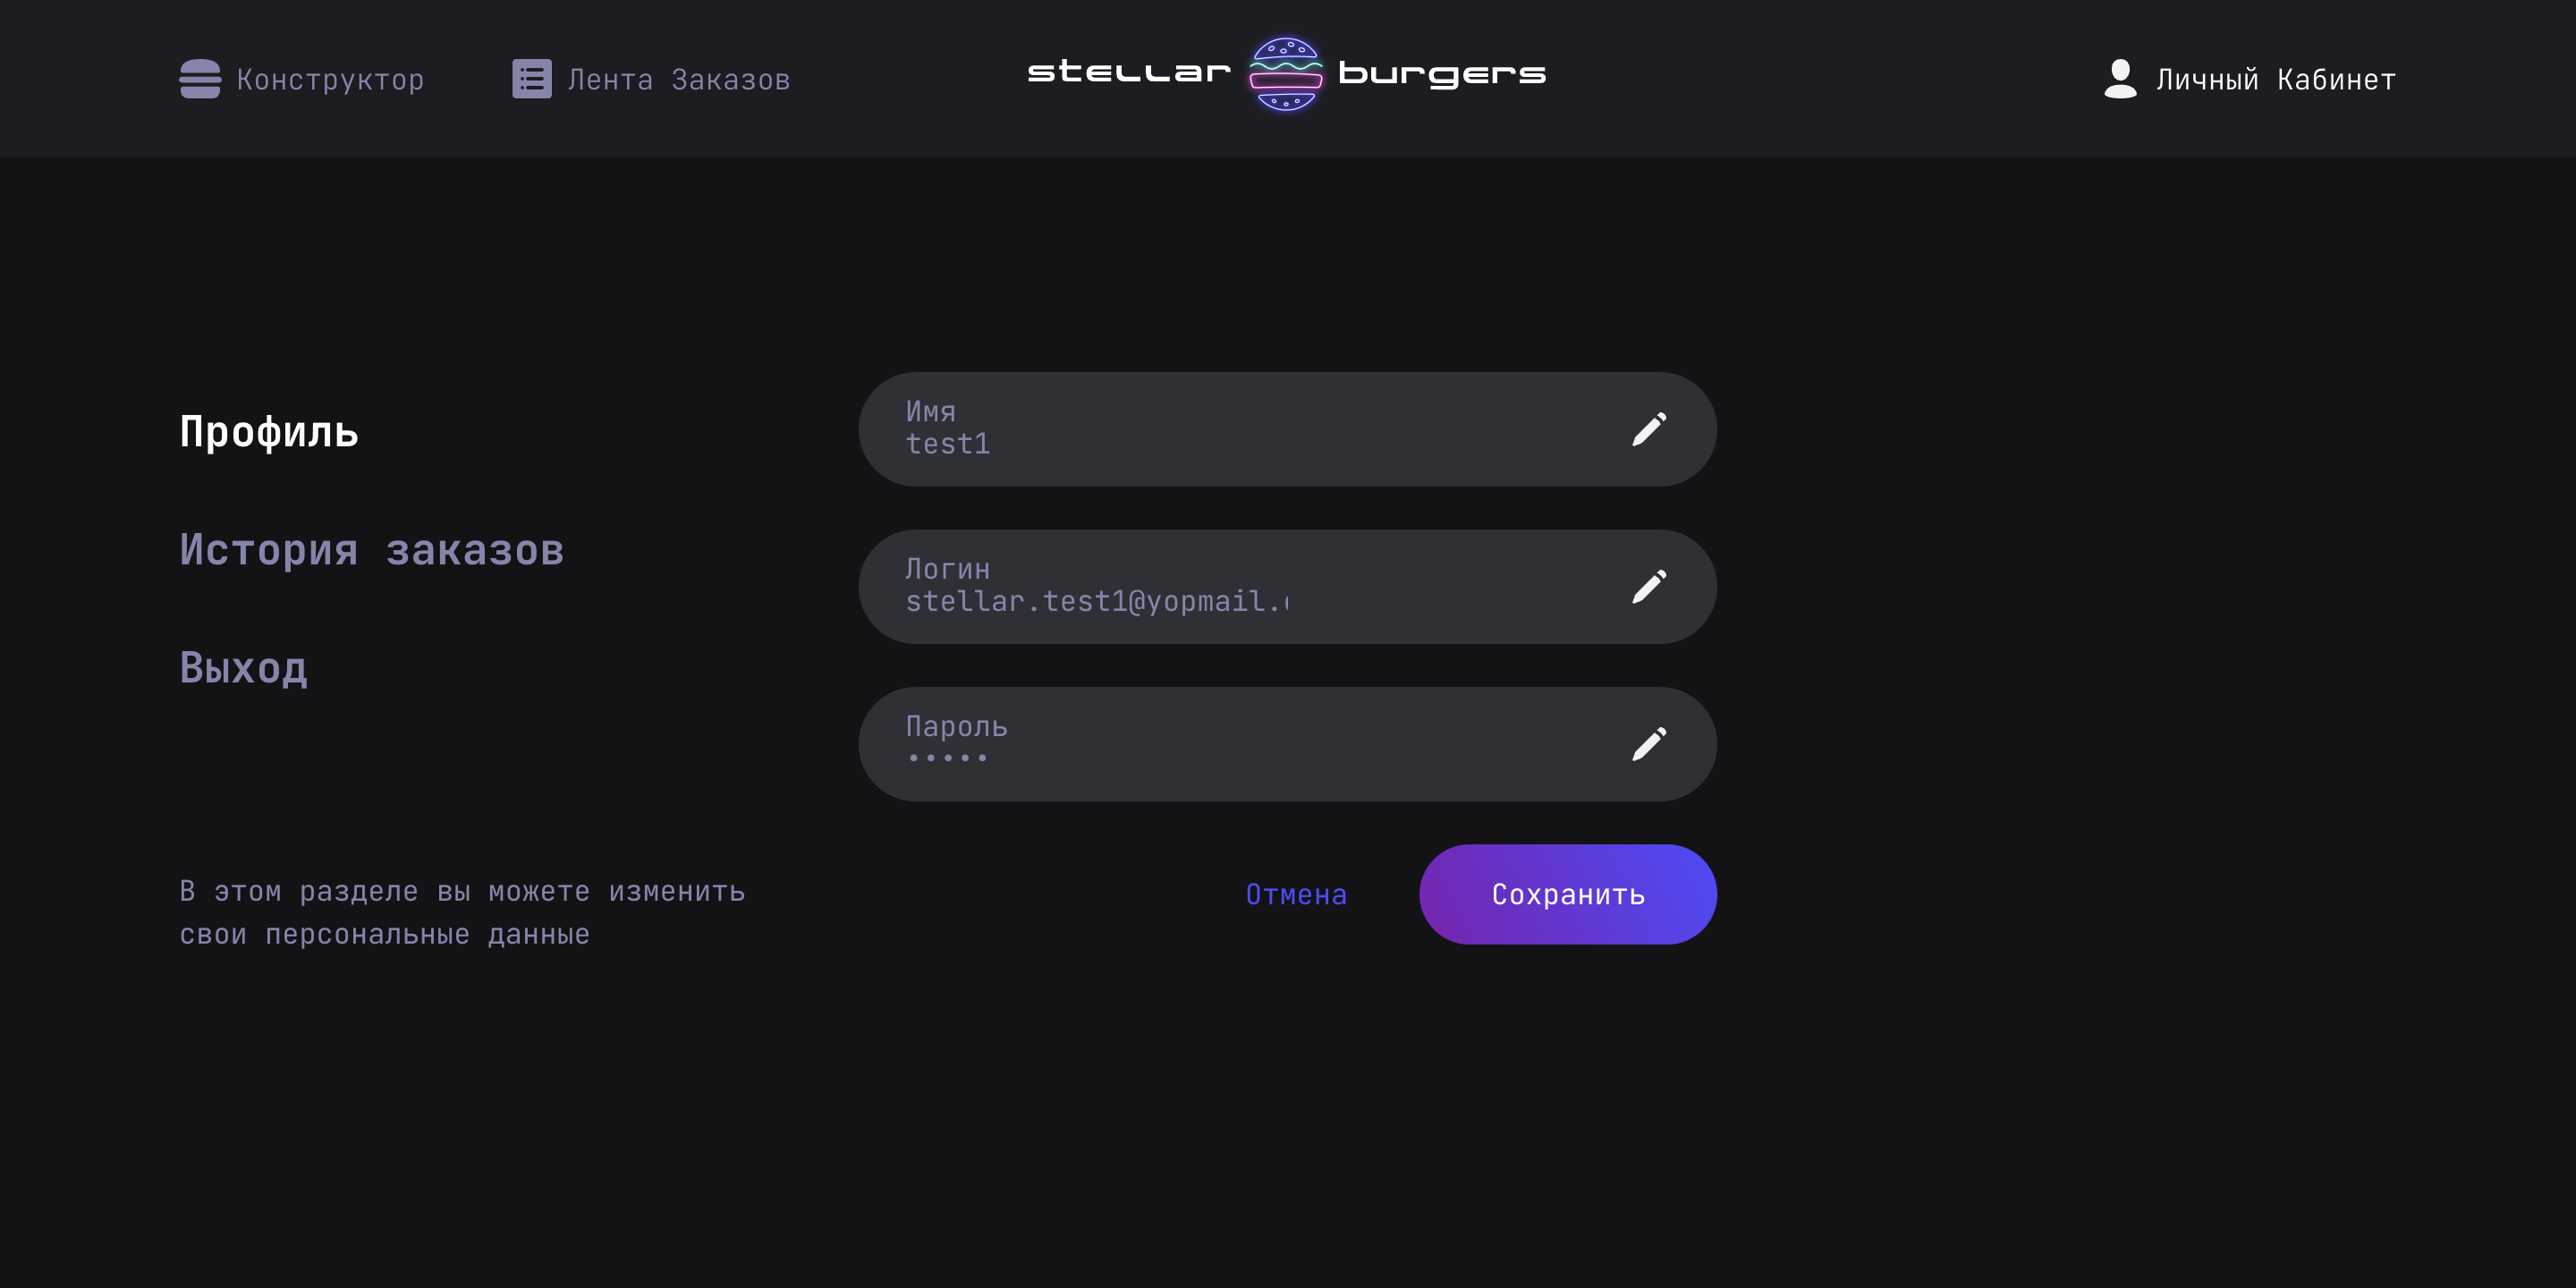 Конструктор
Лента Заказов
stellar burgers
Личный Кабинет
Профиль
История заказов
Выход
В этом разделе вы можете изменить
свои персональные данные
Имя
test1
Логин
stellar.test1@yopmail.
Пароль
•••••
Отмена
Сохранить